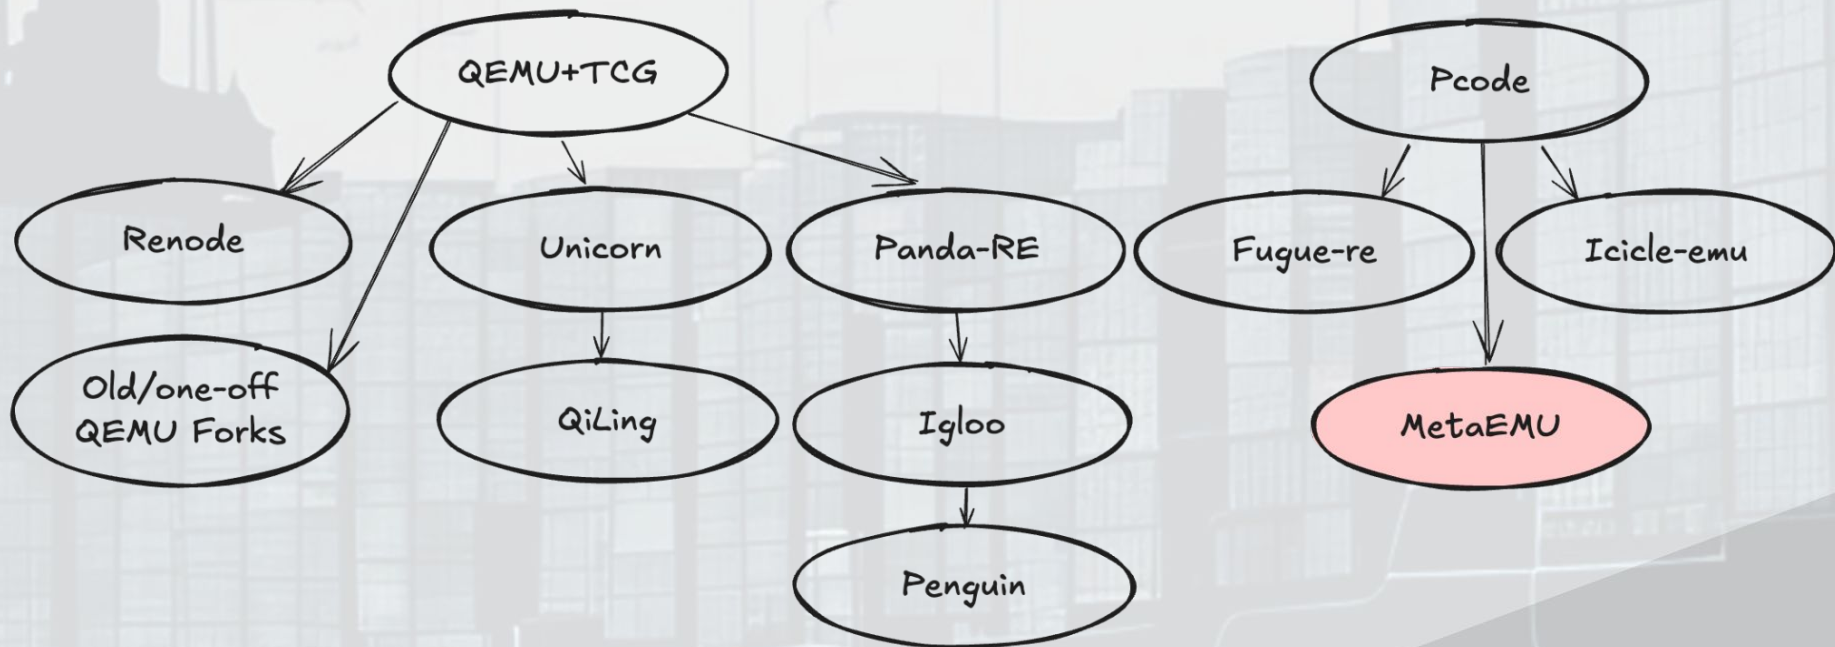 QEMU+TCG
Pcode
Renode
Unicorn
Panda-RE
Fugue-re
Icicle-emu
Old/one-off
QEMU Forks
QiLing
Igloo
MetaEMU
Penguin